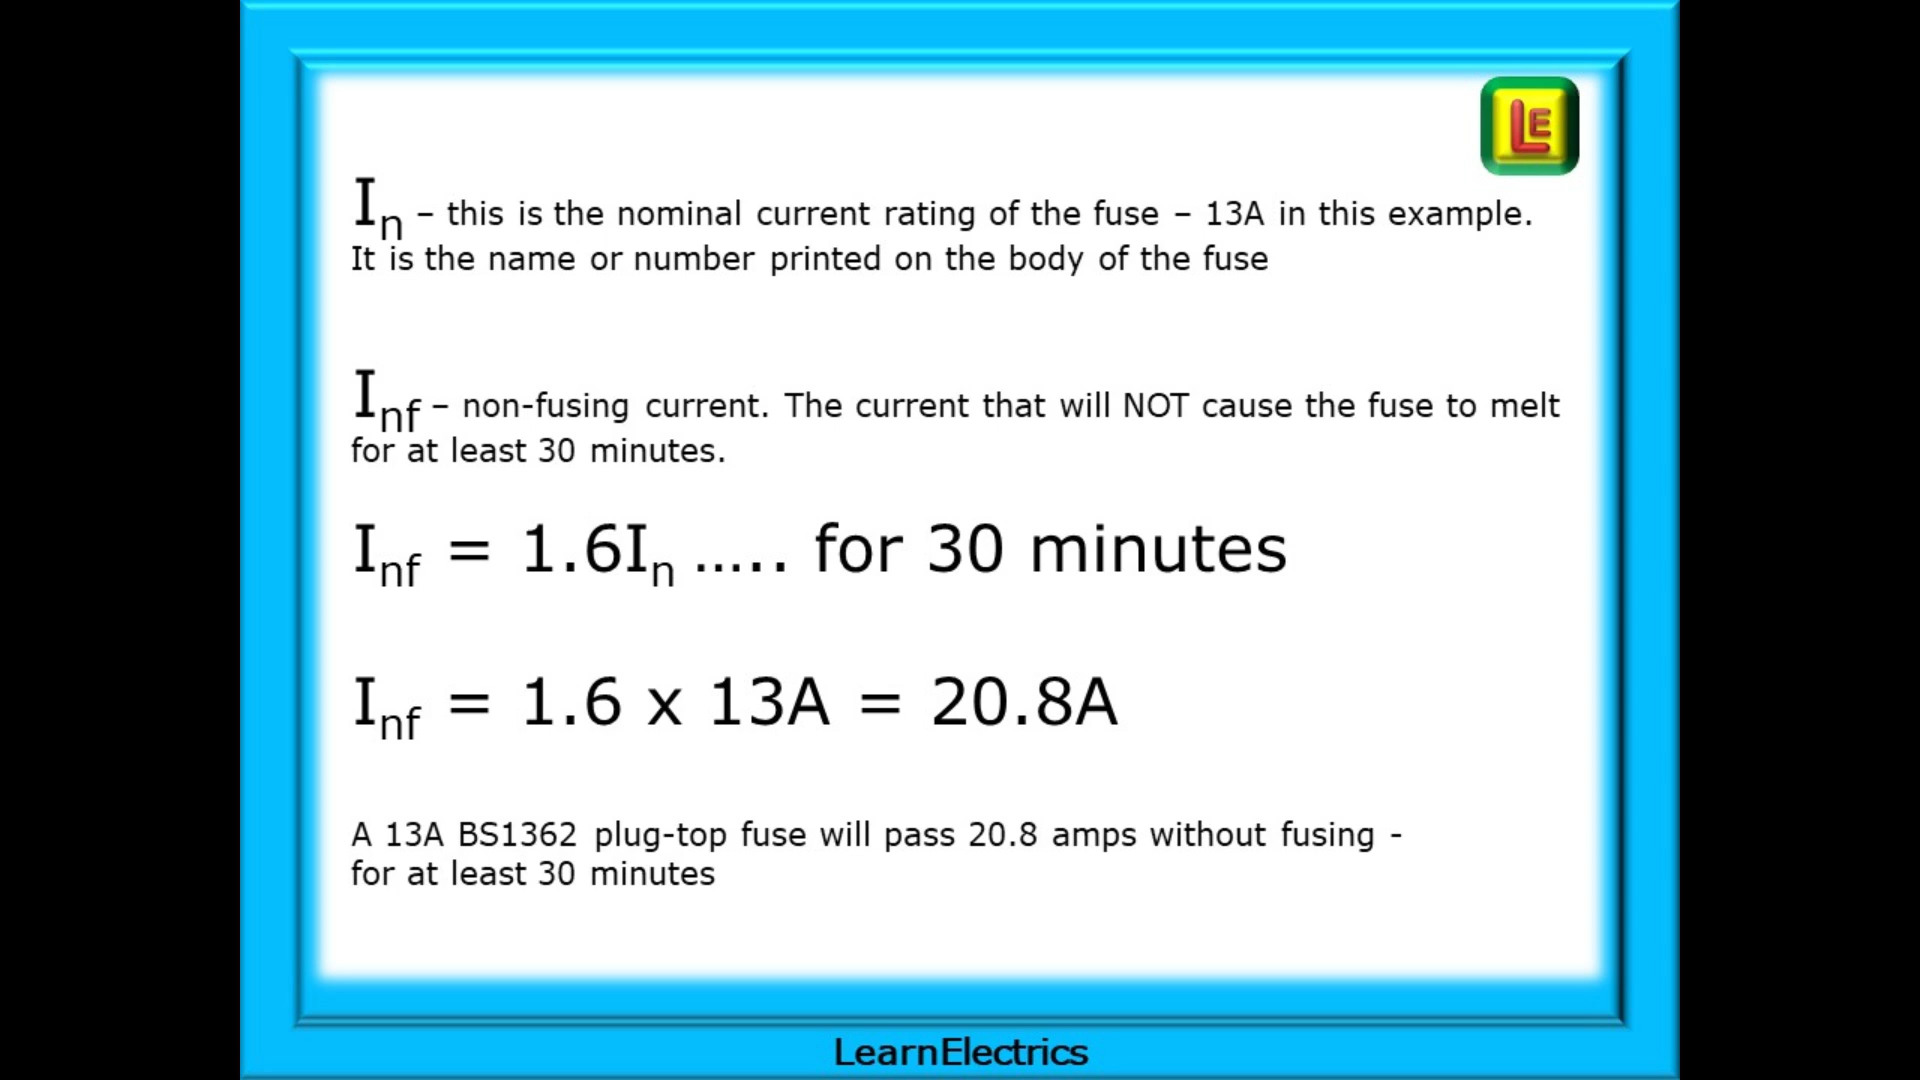 LE
In – this is the nominal current rating of the fuse – 13A in this example.
It is the name or number printed on the body of the fuse
Inf – non-fusing current. The current that will NOT cause the fuse to melt
for at least 30 minutes.
Inf = 1.6In ..... for 30 minutes
Inf = 1.6 x 13A = 20.8A
A 13A BS1362 plug-top fuse will pass 20.8 amps without fusing -
for at least 30 minutes
LearnElectrics